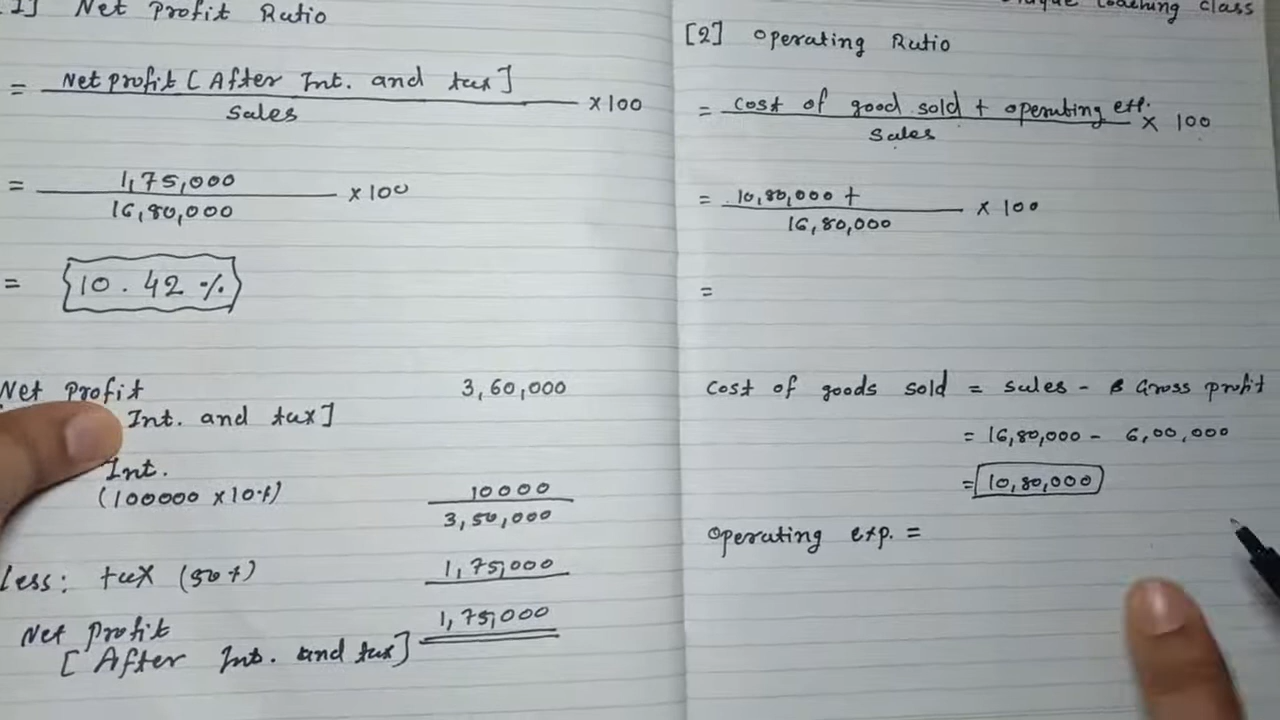 1] Net Profit Ratio
= Net profit [After Int. and tax] / Sales × 100
= 1,75,000 / 16,80,000 × 100
= 10.42 %
Net Profit 3,60,000
Int. and tax]
Int.
(100000 × 10%) 10000
3,50,000
Less: tax (50%) 1,75,000
Net Profit 1,75,000
[After Int. and tax]
Coaching Class
[2] Operating Ratio
= Cost of good sold + operating exp. / Sales × 100
= 10,80,000 + / 16,80,000 × 100
=
Cost of goods sold = Sales - Gross profit
= 16,80,000 - 6,00,000
= 10,80,000
Operating exp. =